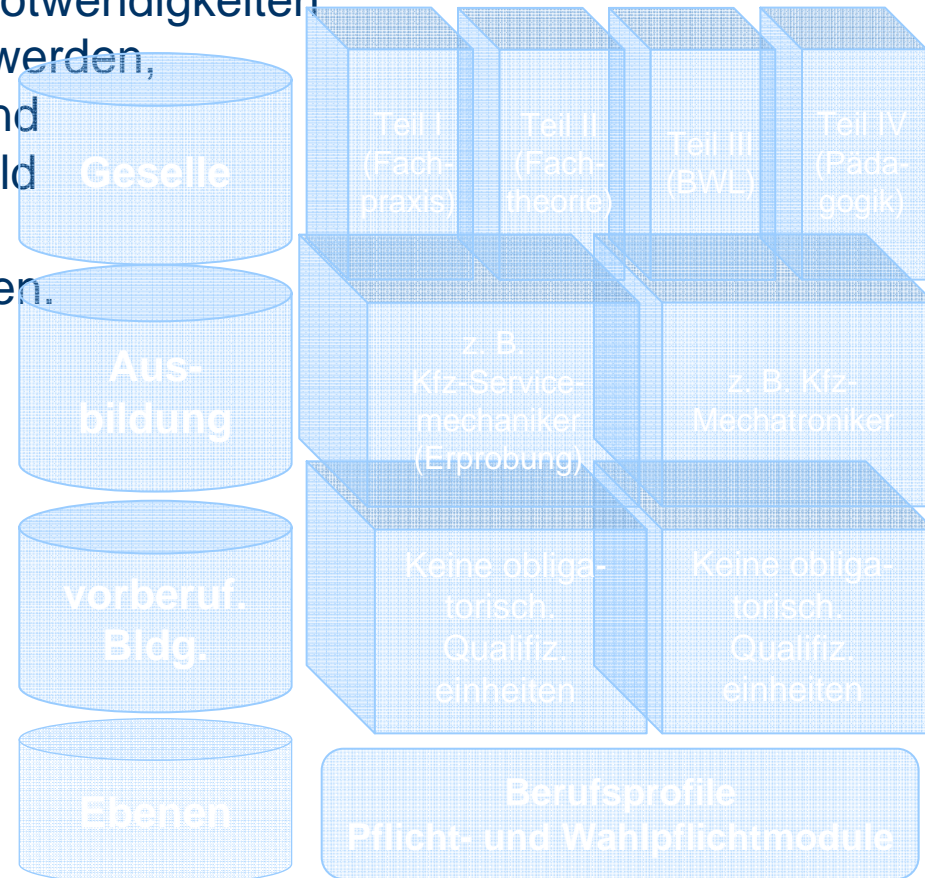 werden,
nd
ld
en.
Geselle
Teil I
(Fach-
praxis)
Teil II
(Fach-
theorie)
Teil III
(BWL)
Teil IV
(Päda-
gogik)
Aus-
bildung
z. B.
Kfz-Service-
mechaniker
(Erprobung)
z. B. Kfz-
Mechatroniker
vorberuf.
Bldg.
Keine obliga-
torisch.
Qualifiz.
einheiten
Keine obliga-
torisch.
Qualifiz.
einheiten
Ebenen
Berufsprofile
Pflicht- und Wahlpflichtmodule